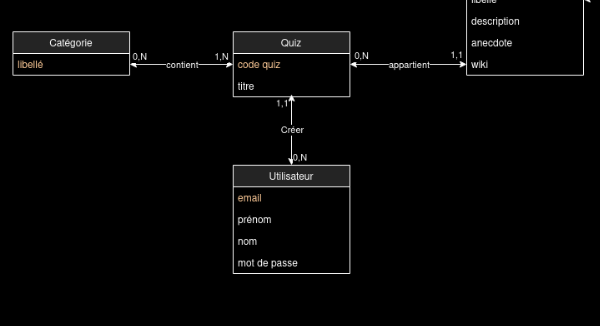 libellé
description
anecdote
wiki
Catégorie
libellé
0,N
contient
1,N
Quiz
code quiz
titre
0,N
appartient
1,1
1,1
Créer
0,N
Utilisateur
email
prénom
nom
mot de passe